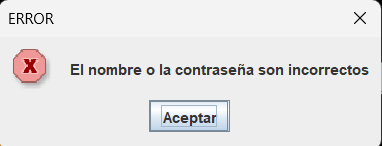 ERROR
El nombre o la contraseña son incorrectos
Aceptar